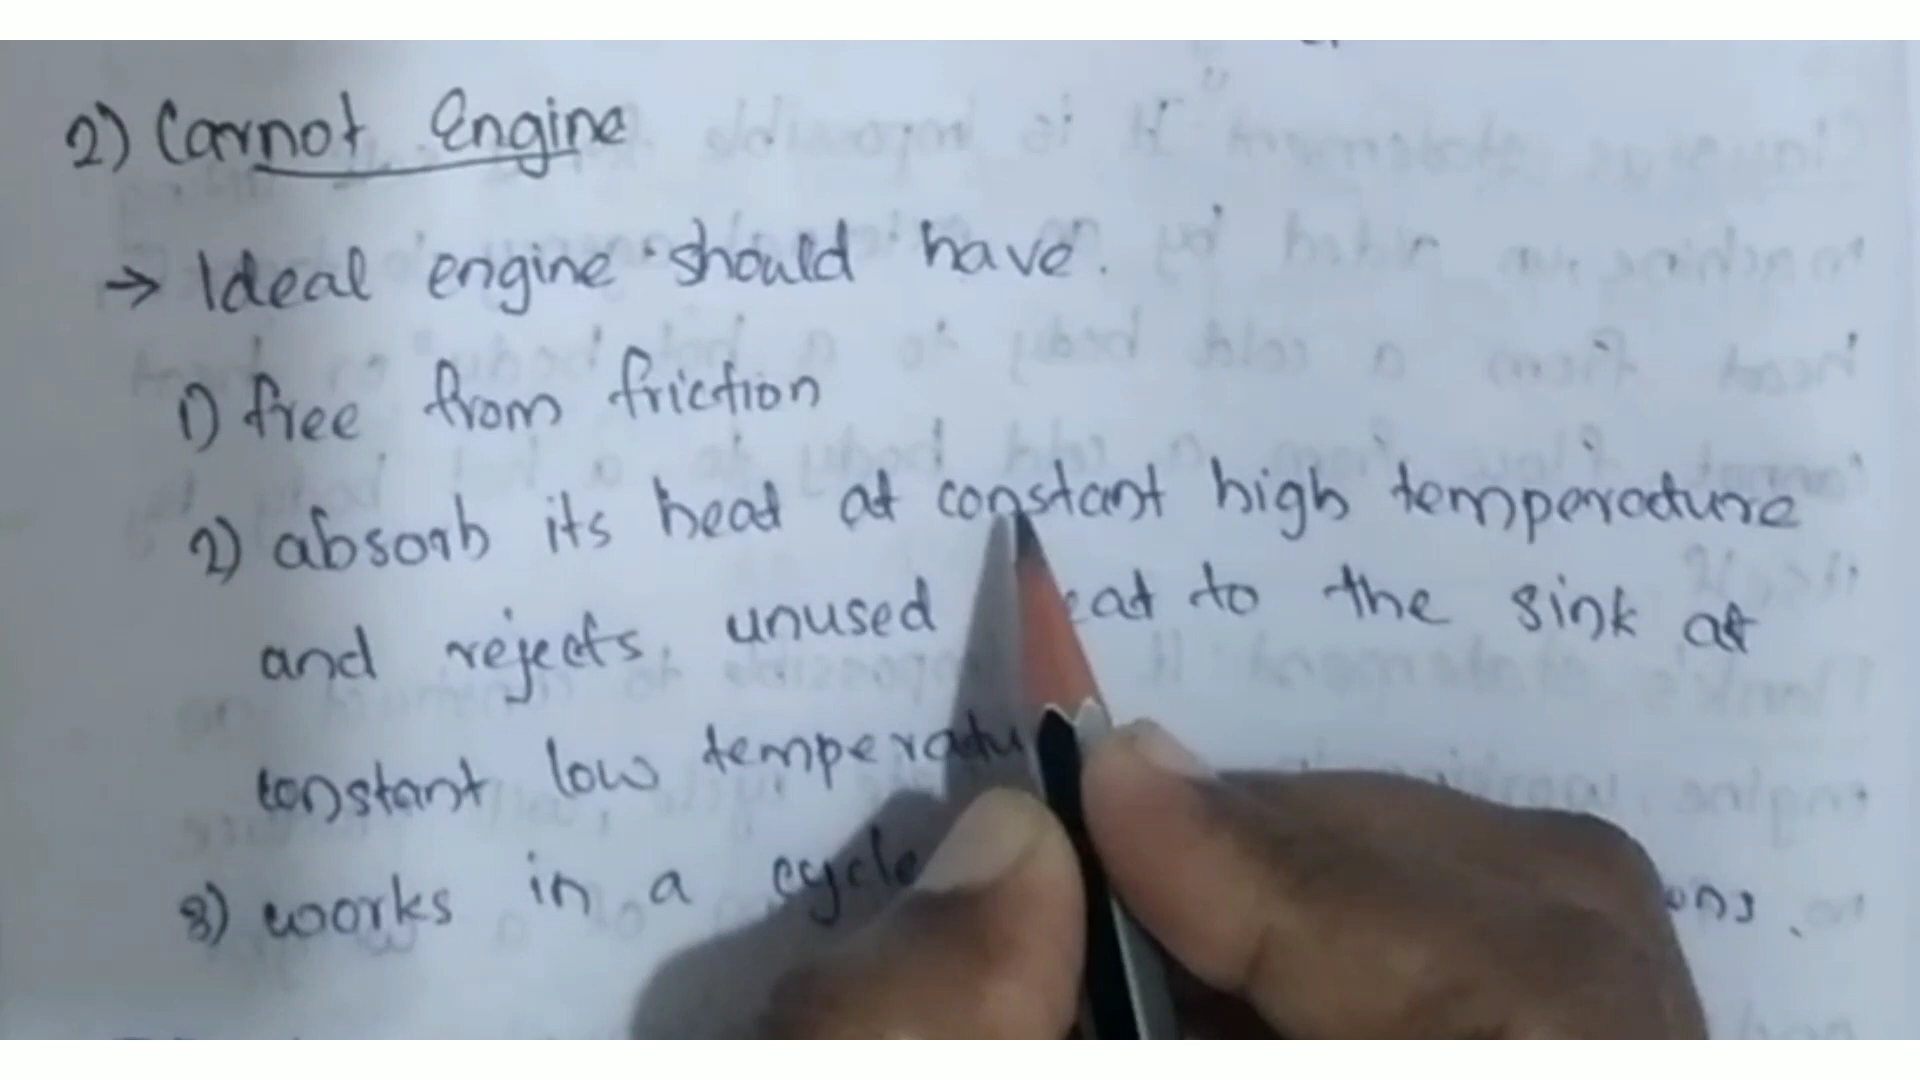 2) Carnot Engine
→ Ideal engine should have.
1) free from friction
2) absorb its heat at constant high temperature
and rejects unused to the sink at
constant low
3) works in a cycle